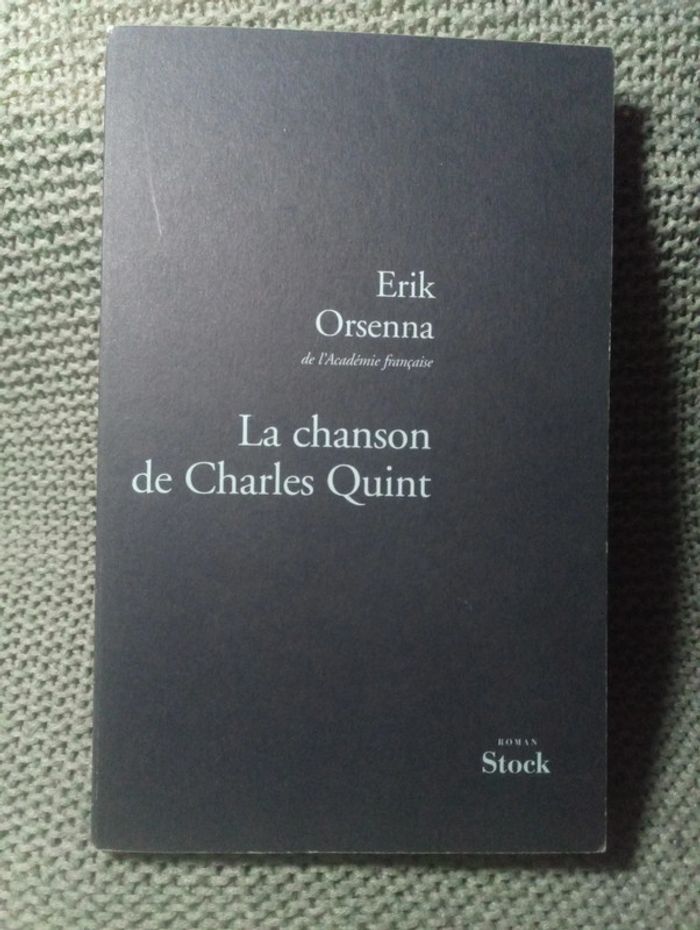 Erik
Orsenna
de l'Académie française
La chanson
de Charles Quint
ROMAN
Stock